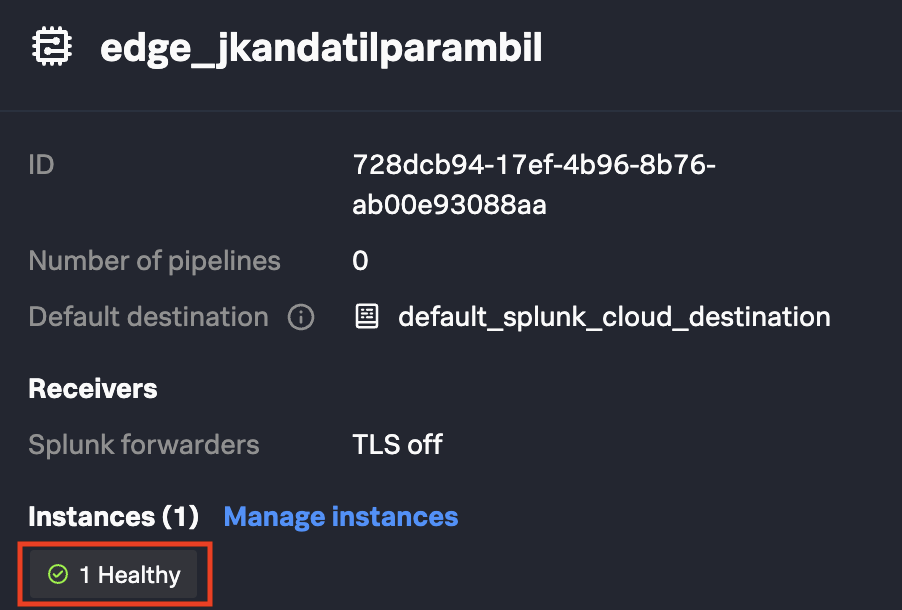 edge_jkandatilparambil
ID
728dcb94-17ef-4b96-8b76-
ab00e93088aa
Number of pipelines
0
Default destination
default_splunk_cloud_destination
Receivers
Splunk forwarders
TLS off
Instances (1) Manage instances
1 Healthy